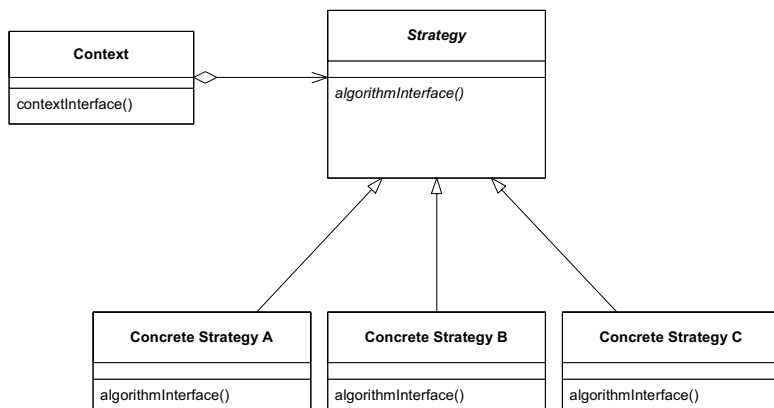 Context
contextInterface()
Strategy
algorithmInterface()
Concrete Strategy A
algorithmInterface()
Concrete Strategy B
algorithmInterface()
Concrete Strategy C
algorithmInterface()